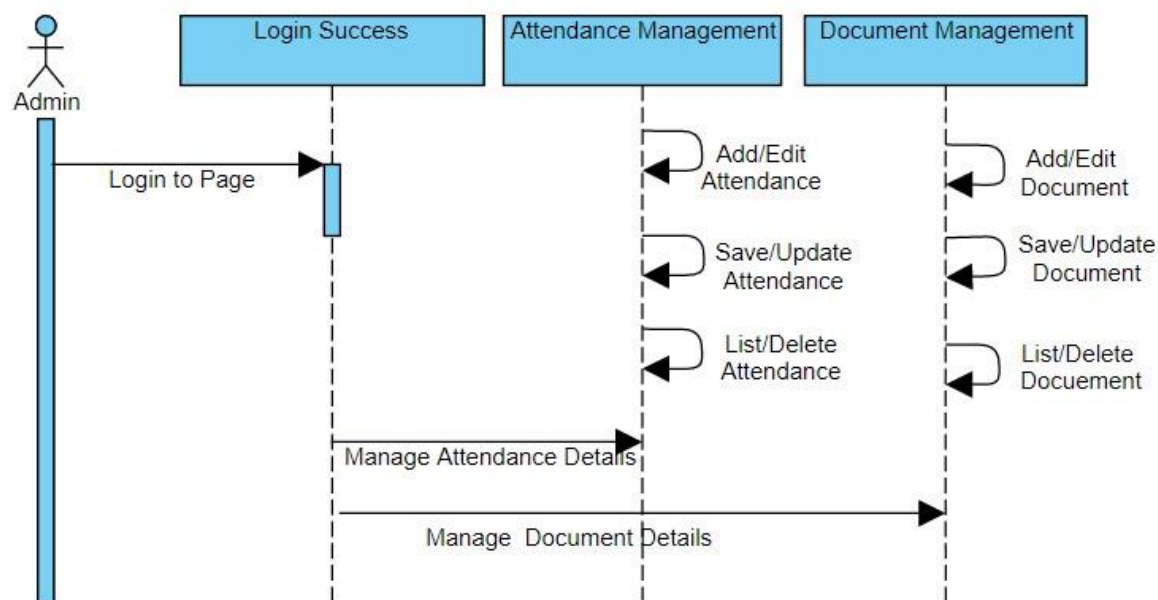 Login Success
Attendance Management
Document Management
Admin
Login to Page
Add/Edit
Attendance
Add/Edit
Document
Save/Update
Attendance
Save/Update
Document
List/Delete
Attendance
List/Delete
Docuement
Manage Attendance Details
Manage  Document Details